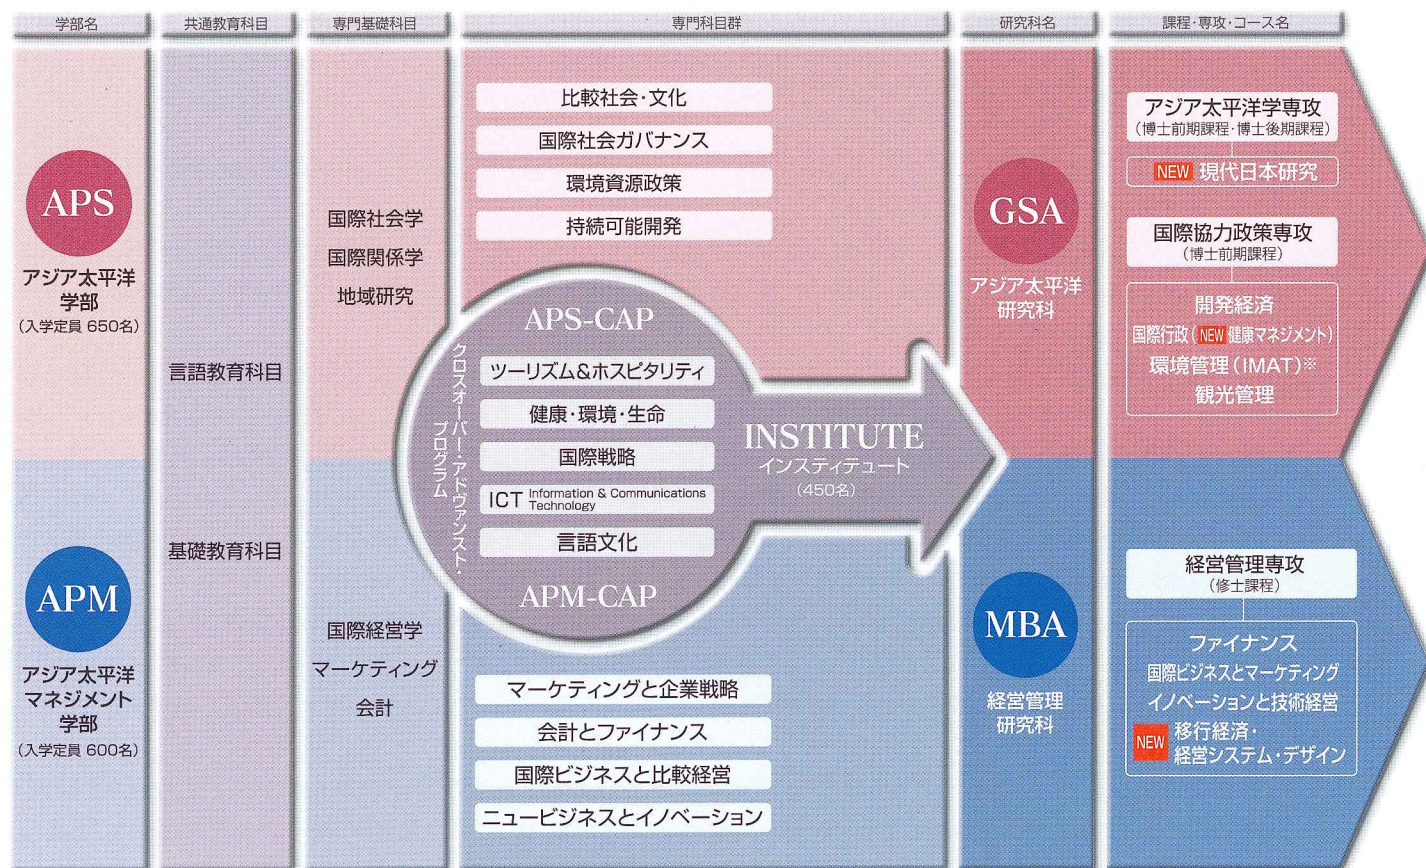 学部名
共通教育科目
専門基礎科目
専門科目群
研究科名
課程・専攻・コース名
APS
アジア太平洋
学部
(入学定員 650名)
APM
アジア太平洋
マネジメント
学部
(入学定員 600名)
言語教育科目
基礎教育科目
国際社会学
国際関係学
地域研究
国際経営学
マーケティング
会計
比較社会・文化
国際社会ガバナンス
環境資源政策
持続可能開発
APS-CAP
クロスオーバー・アドヴァンスト・
プログラム
ツーリズム&ホスピタリティ
健康・環境・生命
国際戦略
ICT Information & Communications
Technology
言語文化
APM-CAP
INSTITUTE
インスティテュート
(450名)
マーケティングと企業戦略
会計とファイナンス
国際ビジネスと比較経営
ニュービジネスとイノベーション
GSA
アジア太平洋
研究科
MBA
経営管理
研究科
アジア太平洋学専攻
(博士前期課程・博士後期課程)
NEW 現代日本研究
国際協力政策専攻
(博士前期課程)
開発経済
国際行政(NEW 健康マネジメント)
環境管理(IMAT)※
観光管理
経営管理専攻
(修士課程)
ファイナンス
国際ビジネスとマーケティング
イノベーションと技術経営
NEW 移行経済・
経営システム・デザイン